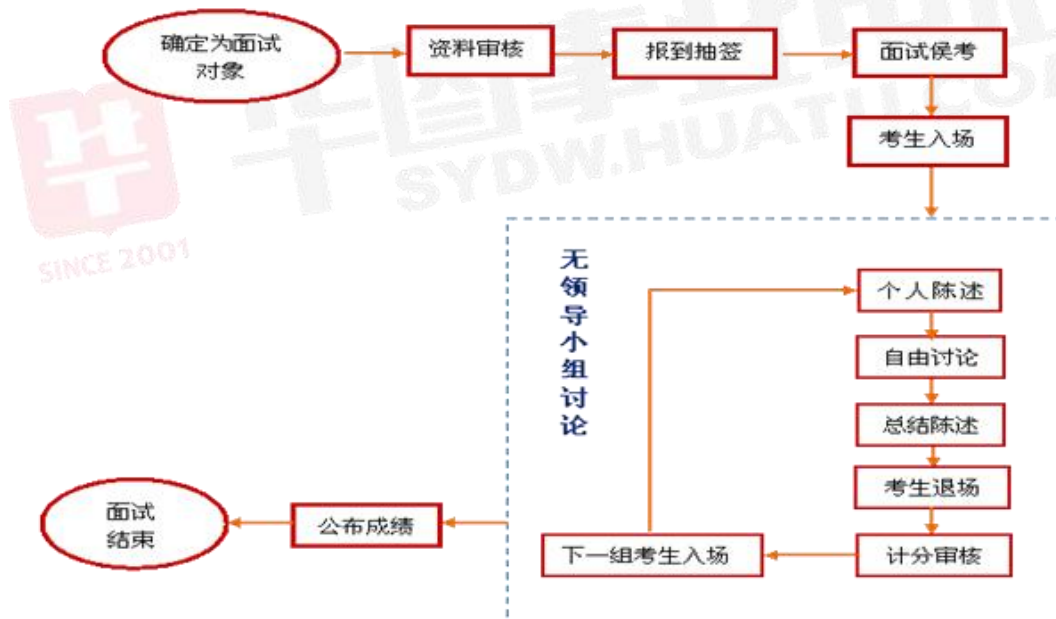 确定为面试
对象
资料审核
报到抽签
面试侯考
考生入场
SYDW.HUATU.COM
SINCE 2001
无领导小组讨论
个人陈述
自由讨论
总结陈述
考生退场
计分审核
下一组考生入场
公布成绩
面试
结束